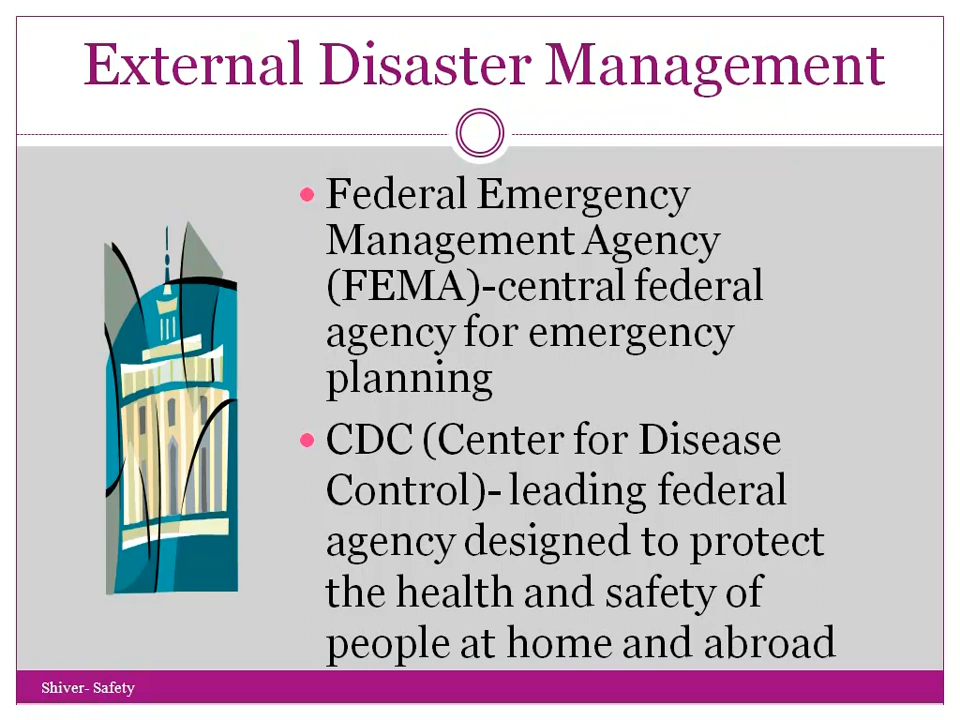 External Disaster Management
Federal Emergency
Management Agency
(FEMA)-central federal
agency for emergency
planning
CDC (Center for Disease
Control)- leading federal
agency designed to protect
the health and safety of
people at home and abroad
Shiver- Safety